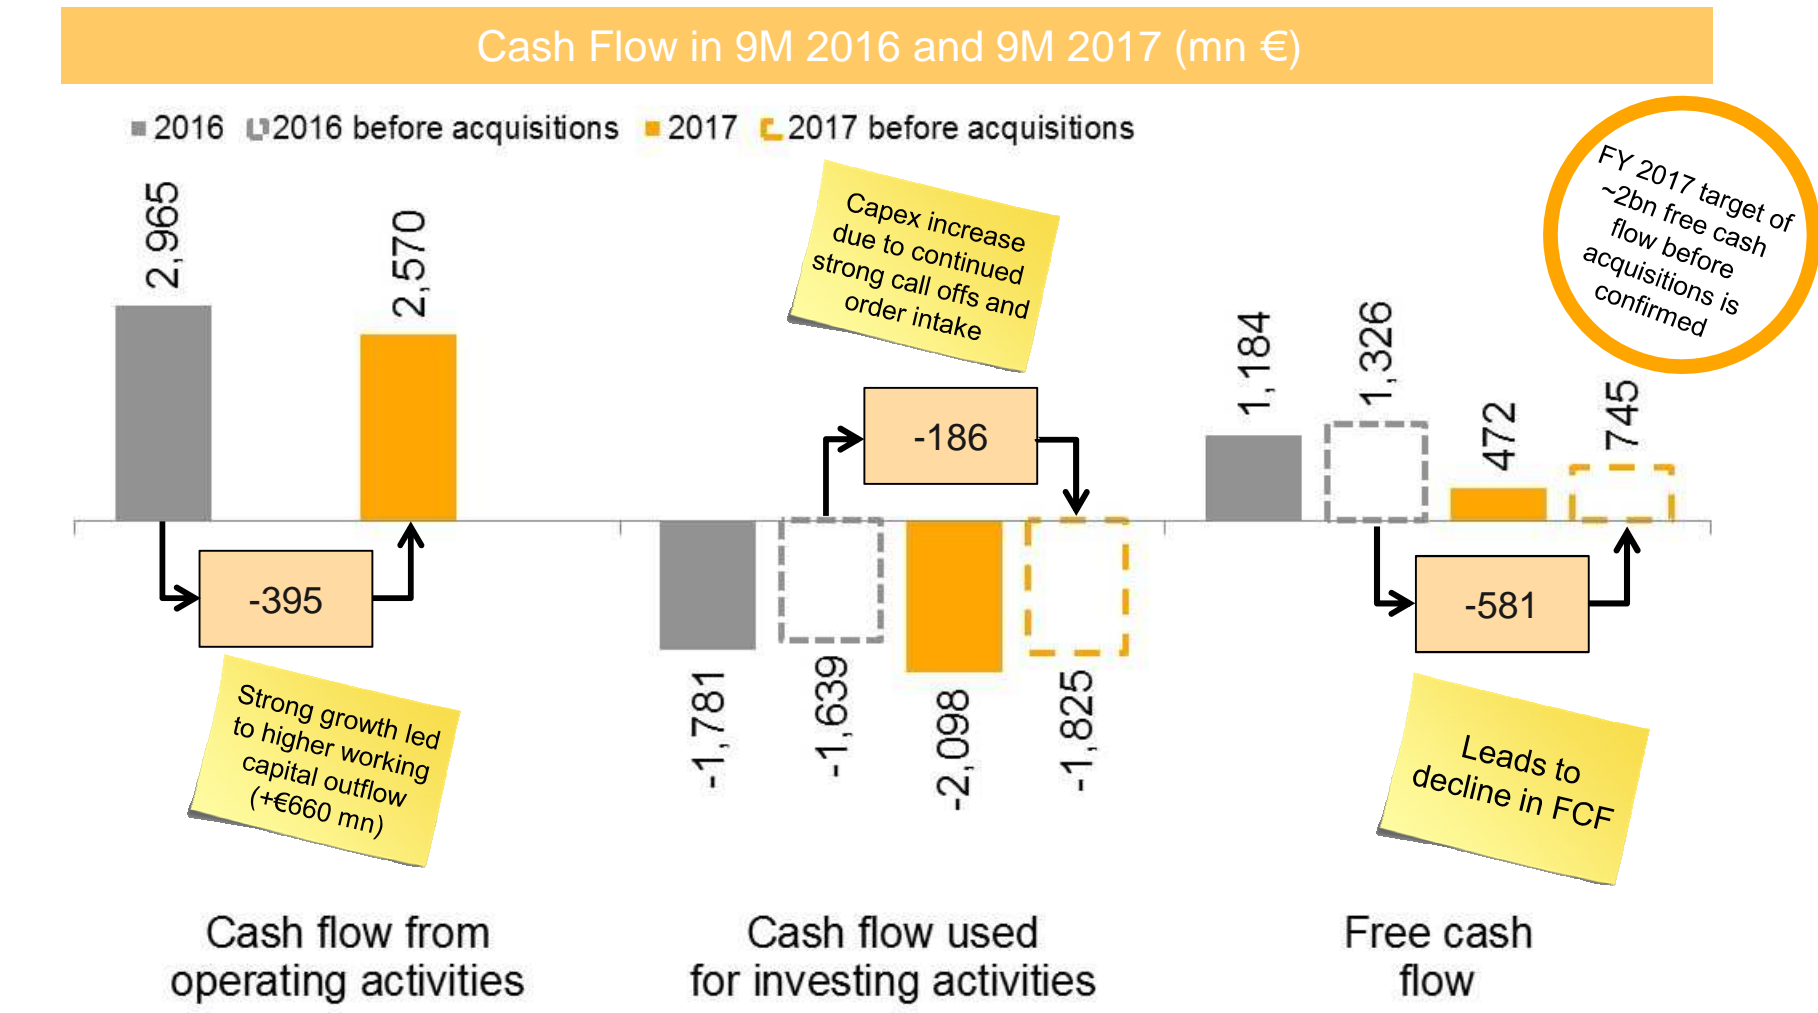 Cash Flow in 9M 2016 and 9M 2017 (mn €)
2016 2016 before acquisitions 2017 2017 before acquisitions
FY 2017 target of
~2bn free cash
flow before
acquisitions is
confirmed
2,965
2,570
-395
Strong growth led
to higher working
capital outflow
(+€660 mn)
Capex increase
due to continued
strong call offs and
order intake
-186
-1,781
-1,639
-2,098
-1,825
1,184
1,326
472
745
-581
Leads to
decline in FCF
Cash flow from
operating activities
Cash flow used
for investing activities
Free cash
flow